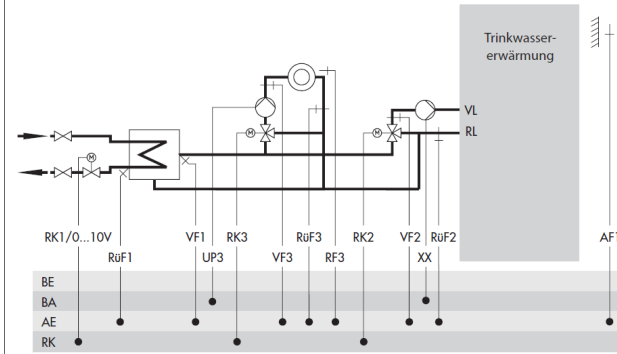 Trinkwasser-
erwärmung
VL
RL
M
M
M
RK1/0...10V
VF1
RK3
RüF3
RK2
VF2
RüF2
AF1
RüF1
UP3
VF3
RF3
XX
BE
BA
AE
RK